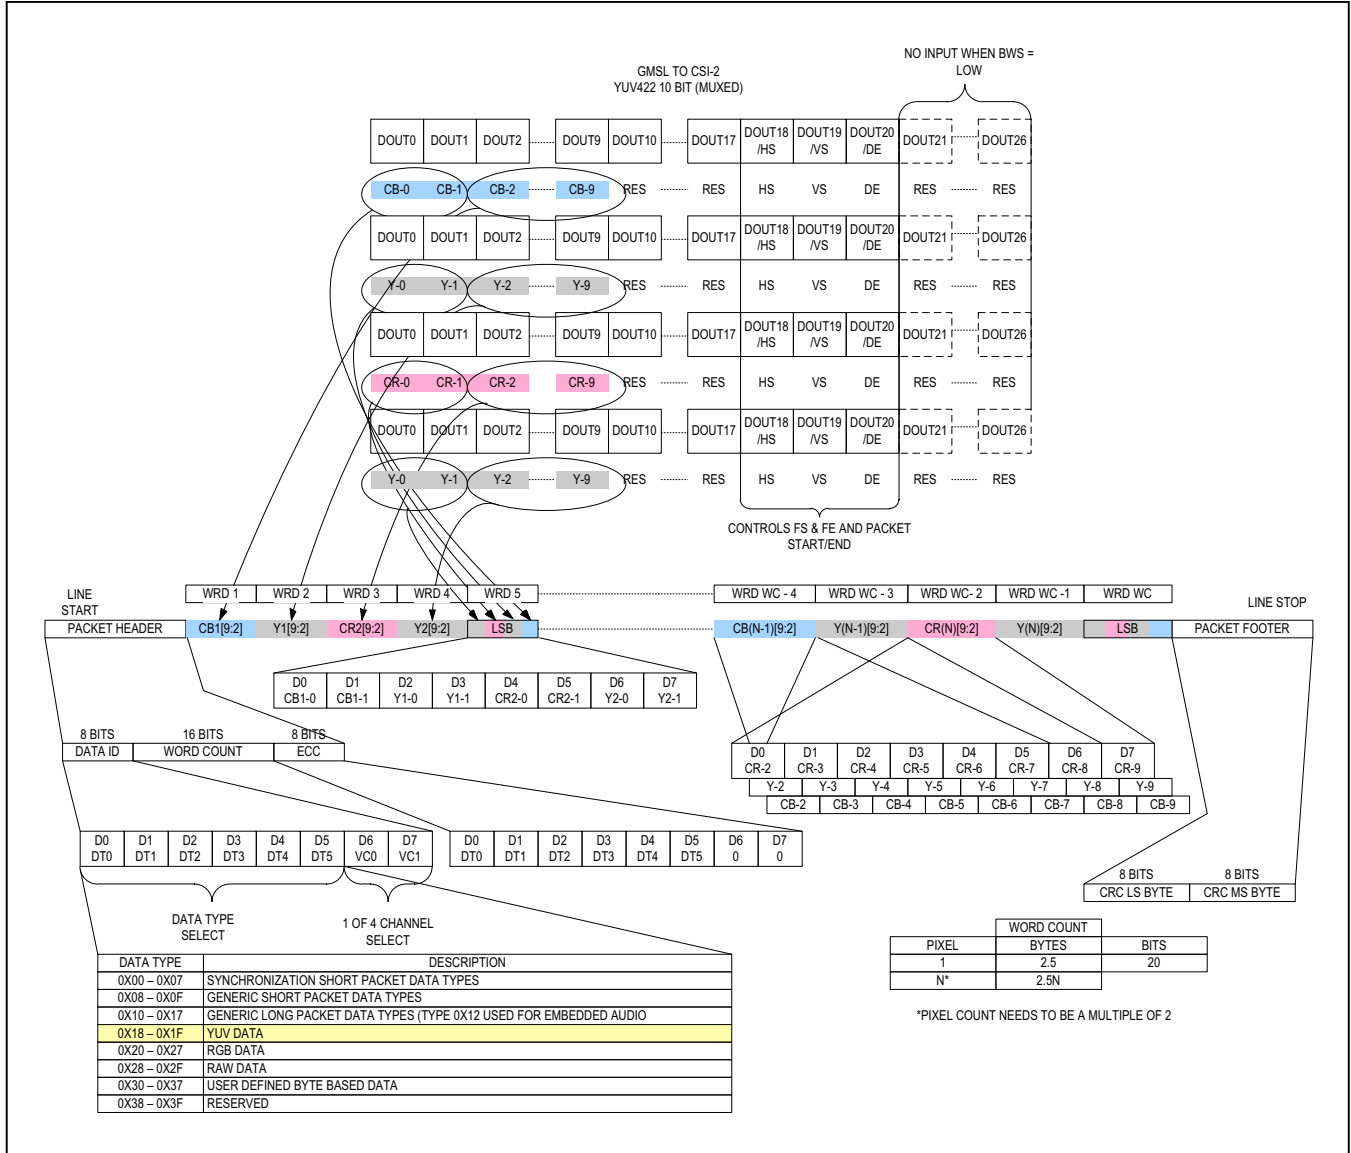 NO INPUT WHEN BWS =
LOW
GMSL TO CSI-2
YUV422 10 BIT (MUXED)
DOUT0 DOUT1 DOUT2 DOUT9 DOUT10 DOUT17 DOUT18 /HS DOUT19 /VS DOUT20 /DE DOUT21 DOUT26
CB-0 CB-1 CB-2 CB-9 RES RES HS VS DE RES RES
DOUT0 DOUT1 DOUT2 DOUT9 DOUT10 DOUT17 DOUT18 /HS DOUT19 /VS DOUT20 /DE DOUT21 DOUT26
Y-0 Y-1 Y-2 Y-9 RES RES HS VS DE RES RES
DOUT0 DOUT1 DOUT2 DOUT9 DOUT10 DOUT17 DOUT18 /HS DOUT19 /VS DOUT20 /DE DOUT21 DOUT26
CR-0 CR-1 CR-2 CR-9 RES RES HS VS DE RES RES
DOUT0 DOUT1 DOUT2 DOUT9 DOUT10 DOUT17 DOUT18 /HS DOUT19 /VS DOUT20 /DE DOUT21 DOUT26
Y-0 Y-1 Y-2 Y-9 RES RES HS VS DE RES RES
CONTROLS FS & FE AND PACKET
START/END
LINE
START
WRD 1 WRD 2 WRD 3 WRD 4 WRD 5 WRD WC - 4 WRD WC - 3 WRD WC- 2 WRD WC -1 WRD WC
LINE STOP
PACKET HEADER CB1[9:2] Y1[9:2] CR2[9:2] Y2[9:2] LSB CB(N-1)[9:2] Y(N-1)[9:2] CR(N)[9:2] Y(N)[9:2] LSB PACKET FOOTER
D0 D1 D2 D3 D4 D5 D6 D7
CB1-0 CB1-1 Y1-0 Y1-1 CR2-0 CR2-1 Y2-0 Y2-1
8 BITS 16 BITS 8 BITS
DATA ID WORD COUNT ECC
D0 D1 D2 D3 D4 D5 D6 D7
CR-2 CR-3 CR-4 CR-5 CR-6 CR-7 CR-8 CR-9
Y-2 Y-3 Y-4 Y-5 Y-6 Y-7 Y-8 Y-9
CB-2 CB-3 CB-4 CB-5 CB-6 CB-7 CB-8 CB-9
D0 D1 D2 D3 D4 D5 D6 D7
DT0 DT1 DT2 DT3 DT4 DT5 VC0 VC1
D0 D1 D2 D3 D4 D5 D6 D7
DT0 DT1 DT2 DT3 DT4 DT5 0 0
8 BITS 8 BITS
CRC LS BYTE CRC MS BYTE
DATA TYPE
SELECT
1 OF 4 CHANNEL
SELECT
WORD COUNT
PIXEL BYTES BITS
1 2.5 20
N* 2.5N
*PIXEL COUNT NEEDS TO BE A MULTIPLE OF 2
DATA TYPE DESCRIPTION
0X00 – 0X07 SYNCHRONIZATION SHORT PACKET DATA TYPES
0X08 – 0X0F GENERIC SHORT PACKET DATA TYPES
0X10 – 0X17 GENERIC LONG PACKET DATA TYPES (TYPE 0X12 USED FOR EMBEDDED AUDIO
0X18 – 0X1F YUV DATA
0X20 – 0X27 RGB DATA
0X28 – 0X2F RAW DATA
0X30 – 0X37 USER DEFINED BYTE BASED DATA
0X38 – 0X3F RESERVED